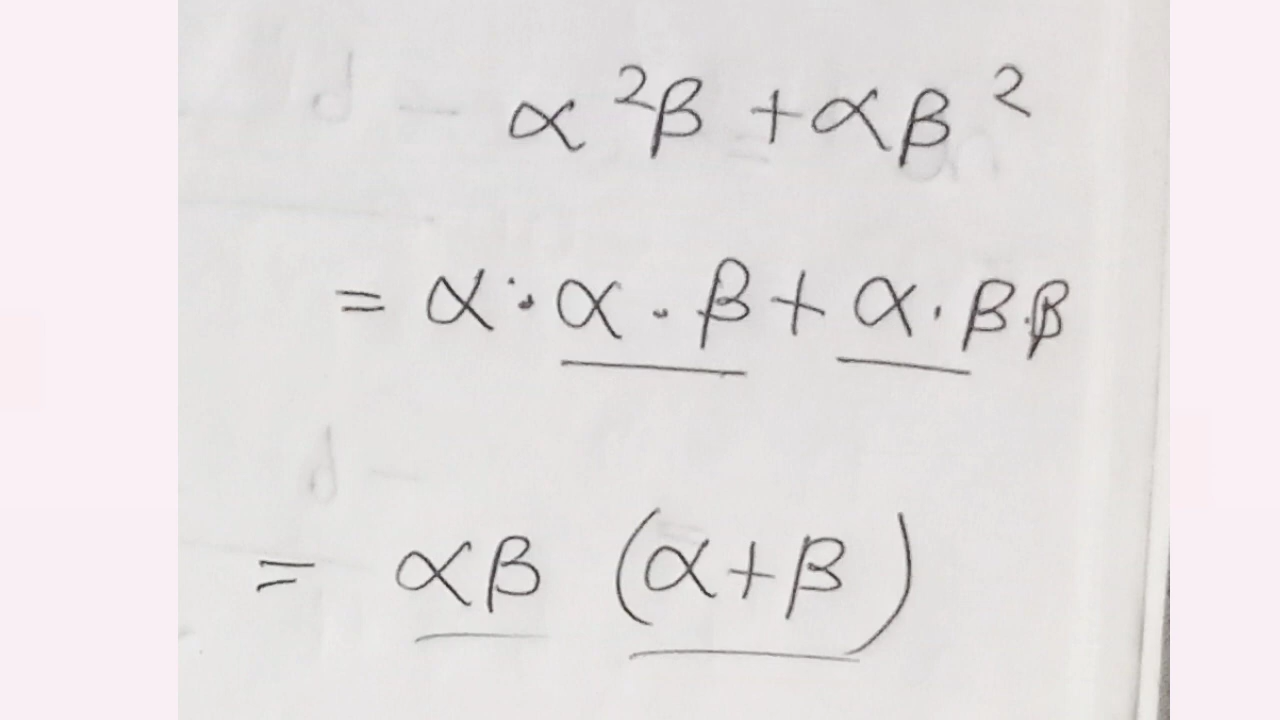 α²β + αβ²
= α · α · β + α · β · β
= αβ (α + β)